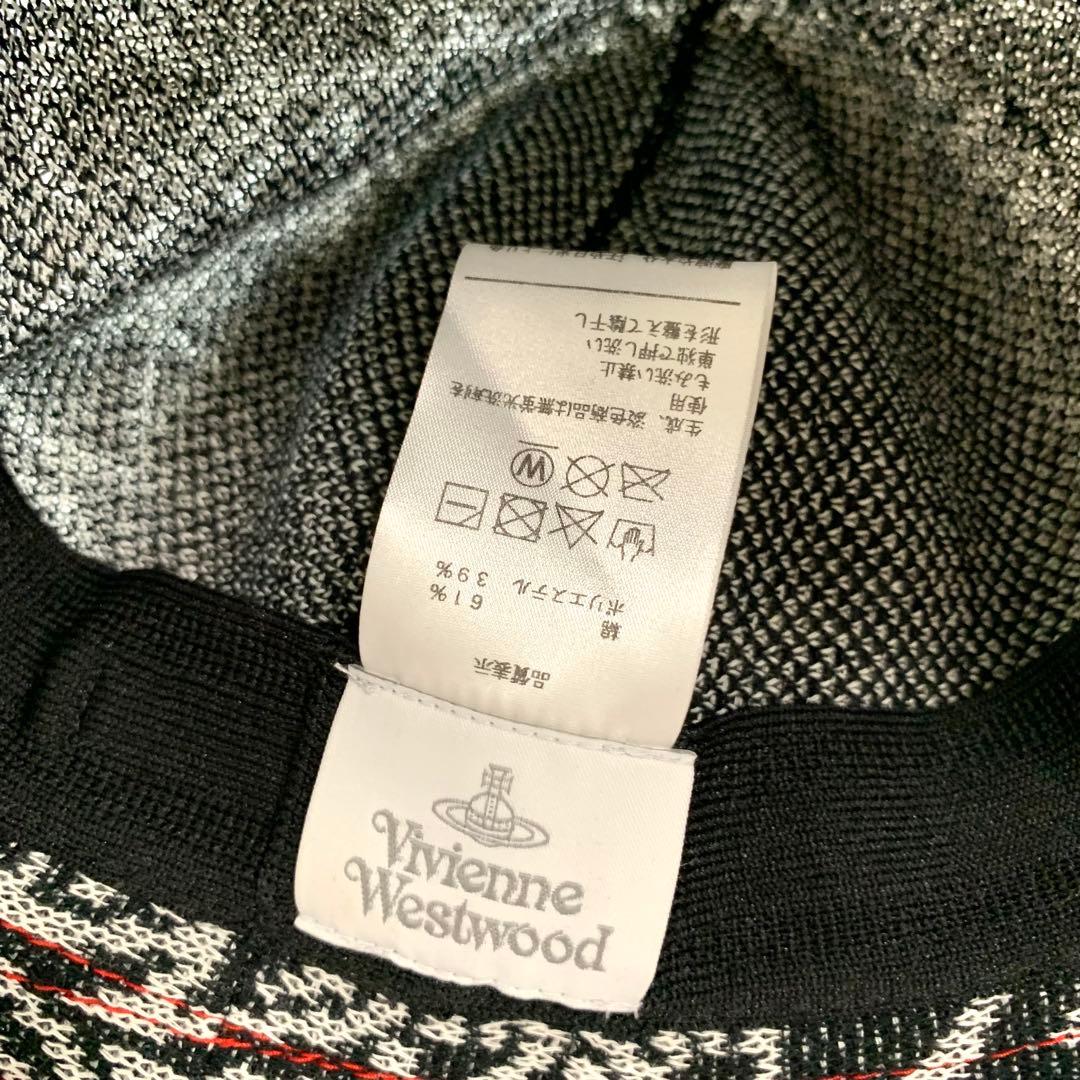 品質表示
綿 61%
ポリエステル 39%
W
生成、淡色商品は無蛍光洗剤を
使用
もみ洗い禁止
単独で押し洗い
形を整えて陰干し
Vivienne
Westwood